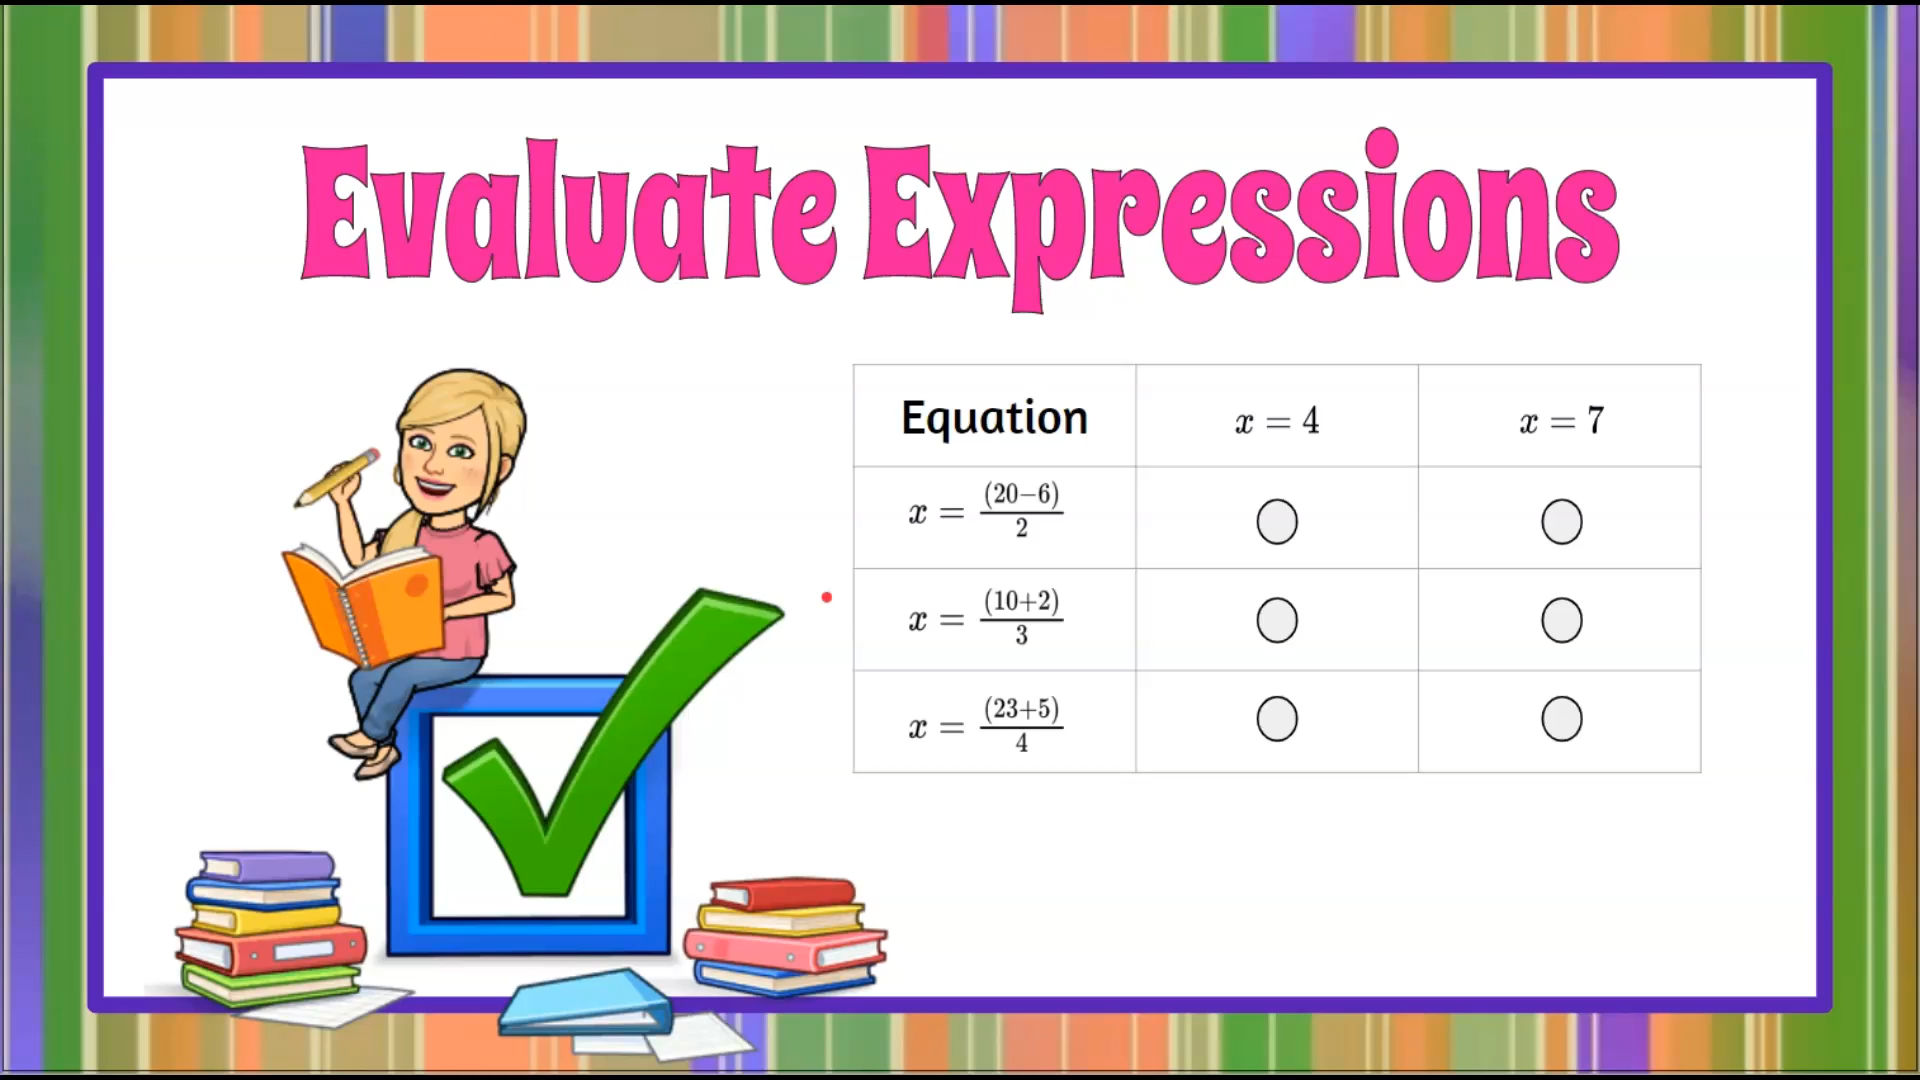 Evaluate Expressions
Equation x = 4 x = 7
x = (20−6)/2
x = (10+2)/3
x = (23+5)/4